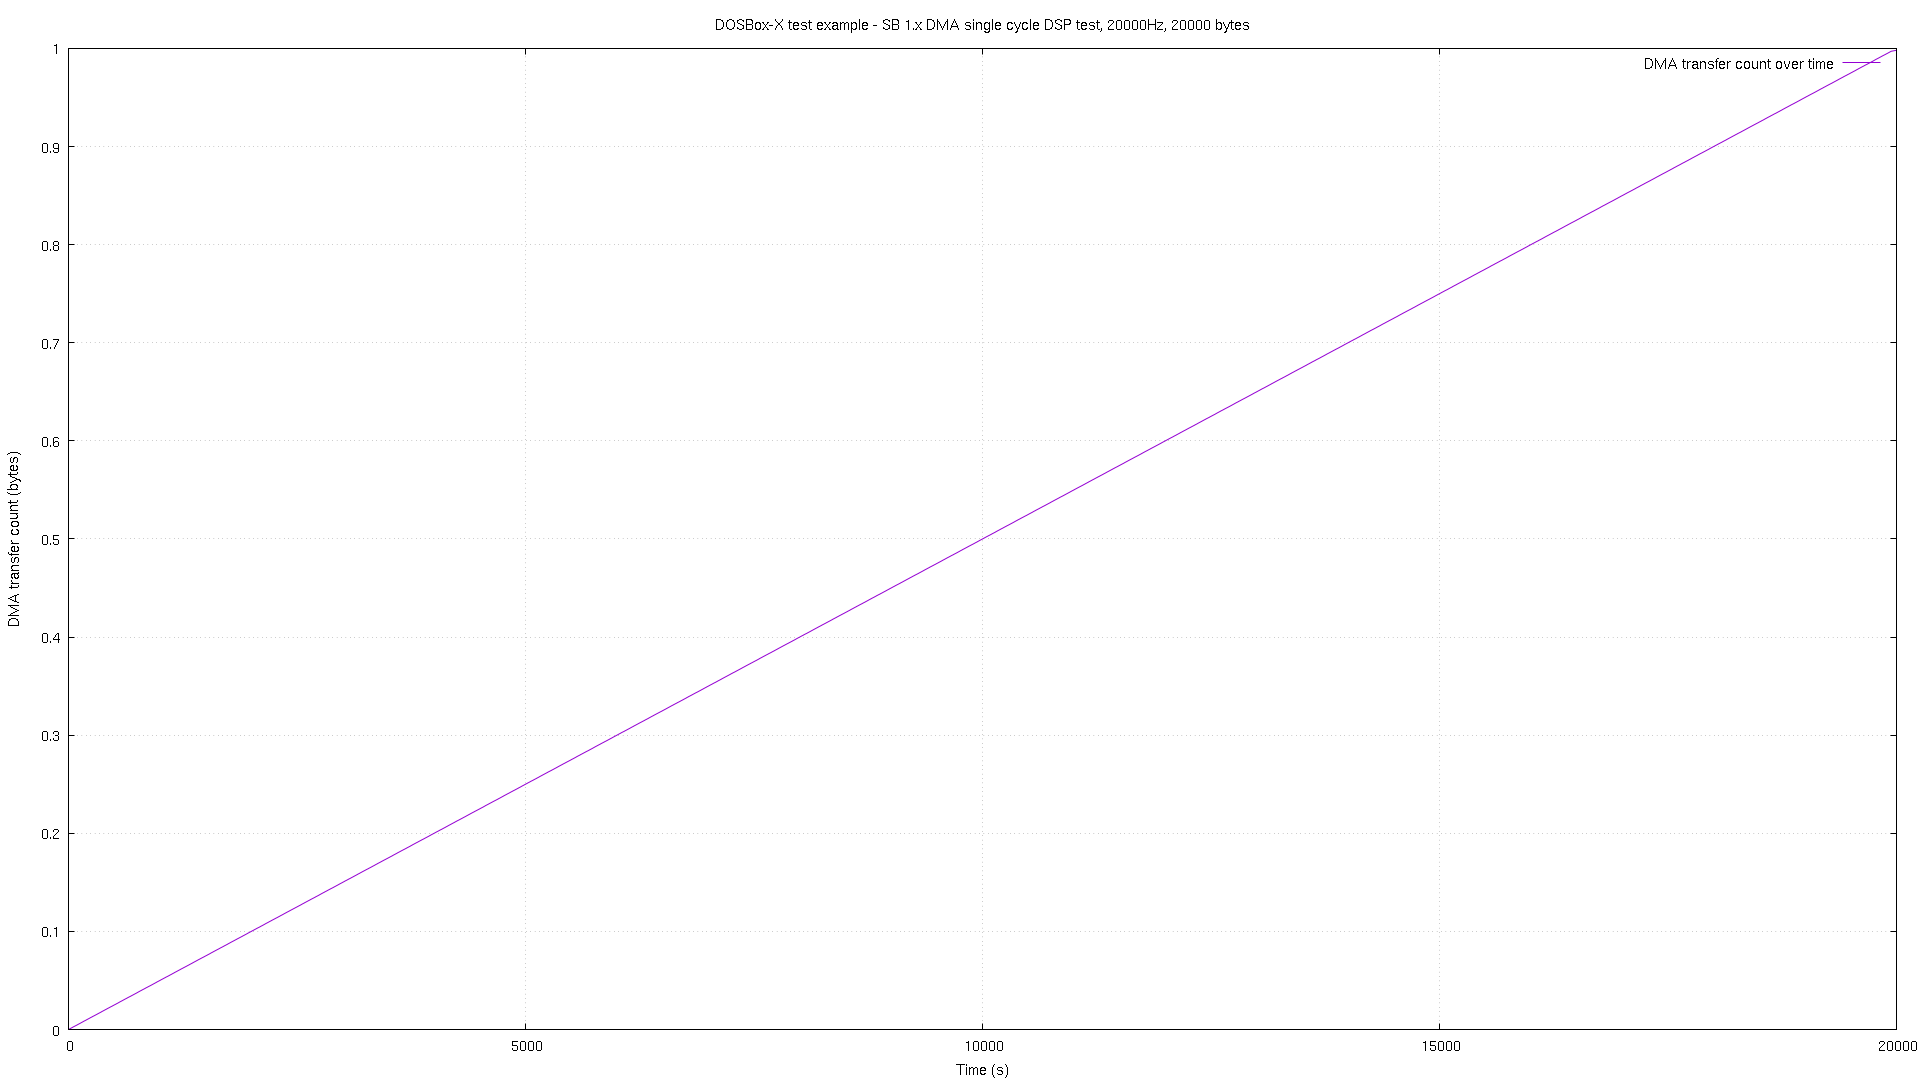 DOSBox-X test example - SB 1.x DMA single cycle DSP test, 20000Hz, 20000 bytes
DMA transfer count over time
1
0.9
0.8
0.7
0.6
0.5
0.4
0.3
0.2
0.1
0
DMA transfer count (bytes)
0 5000 10000 15000 20000
Time (s)